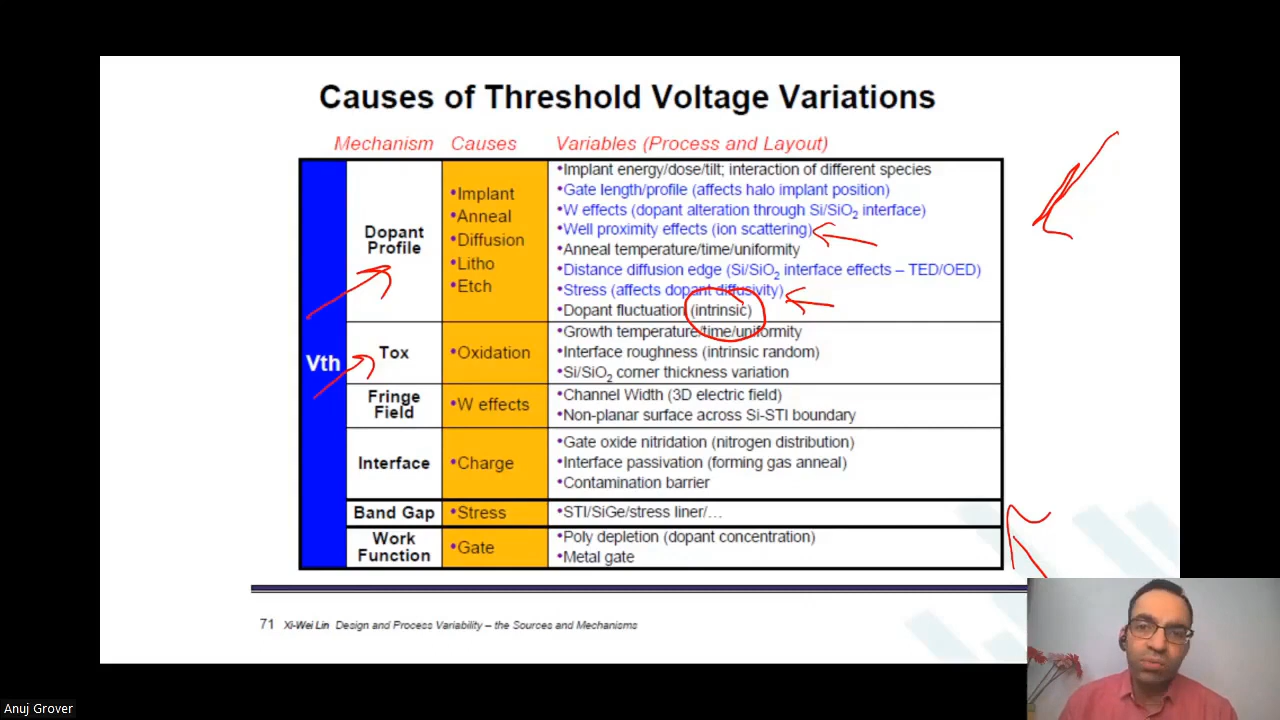 Causes of Threshold Voltage Variations
Mechanism Causes Variables (Process and Layout)
Vth
Dopant
Profile
•Implant
•Anneal
•Diffusion
•Litho
•Etch
•Implant energy/dose/tilt; interaction of different species
•Gate length/profile (affects halo implant position)
•W effects (dopant alteration through Si/SiO₂ interface)
•Well proximity effects (ion scattering)
•Anneal temperature/time/uniformity
•Distance diffusion edge (Si/SiO₂ interface effects – TED/OED)
•Stress (affects dopant diffusivity)
•Dopant fluctuation (intrinsic)
Tox
•Oxidation
•Growth temperature/time/uniformity
•Interface roughness (intrinsic random)
•Si/SiO₂ corner thickness variation
Fringe
Field
•W effects
•Channel Width (3D electric field)
•Non-planar surface across Si-STI boundary
Interface
•Charge
•Gate oxide nitridation (nitrogen distribution)
•Interface passivation (forming gas anneal)
•Contamination barrier
Band Gap
•Stress
•STI/SiGe/stress liner/…
Work
Function
•Gate
•Poly depletion (dopant concentration)
•Metal gate
71 Xi-Wei Lin Design and Process Variability – the Sources and Mechanisms
Anuj Grover